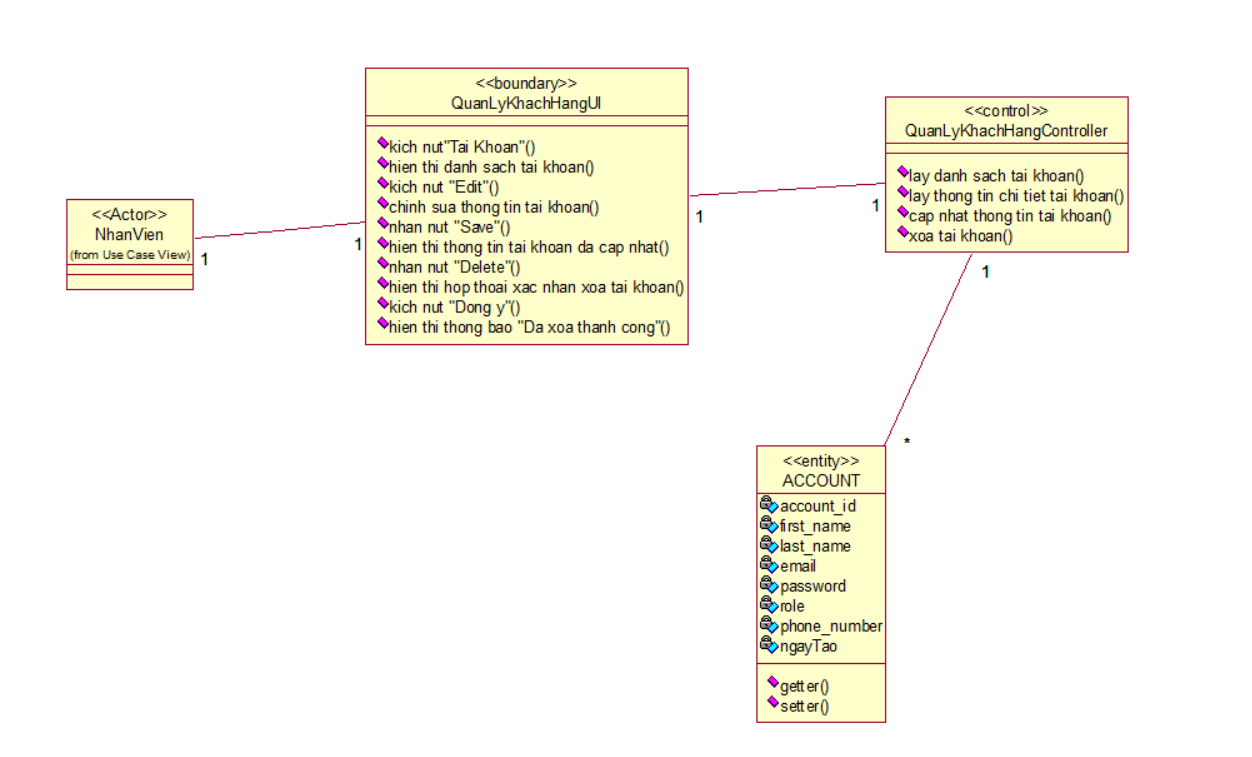 <<boundary>>
QuanLyKhachHangUI
kich nut"Tai Khoan"()
hien thi danh sach tai khoan()
kich nut "Edit"()
chinh sua thong tin tai khoan()
nhan nut "Save"()
hien thi thong tin tai khoan da cap nhat()
nhan nut "Delete"()
hien thi hop thoai xac nhan xoa tai khoan()
kich nut "Dong y"()
hien thi thong bao "Da xoa thanh cong"()
<<control>>
QuanLyKhachHangController
lay danh sach tai khoan()
lay thong tin chi tiet tai khoan()
cap nhat thong tin tai khoan()
xoa tai khoan()
<<Actor>>
NhanVien
(from Use Case View)
1
1
1
1
1
*
<<entity>>
ACCOUNT
account_id
first_name
last_name
email
password
role
phone_number
ngayTao
getter()
setter()